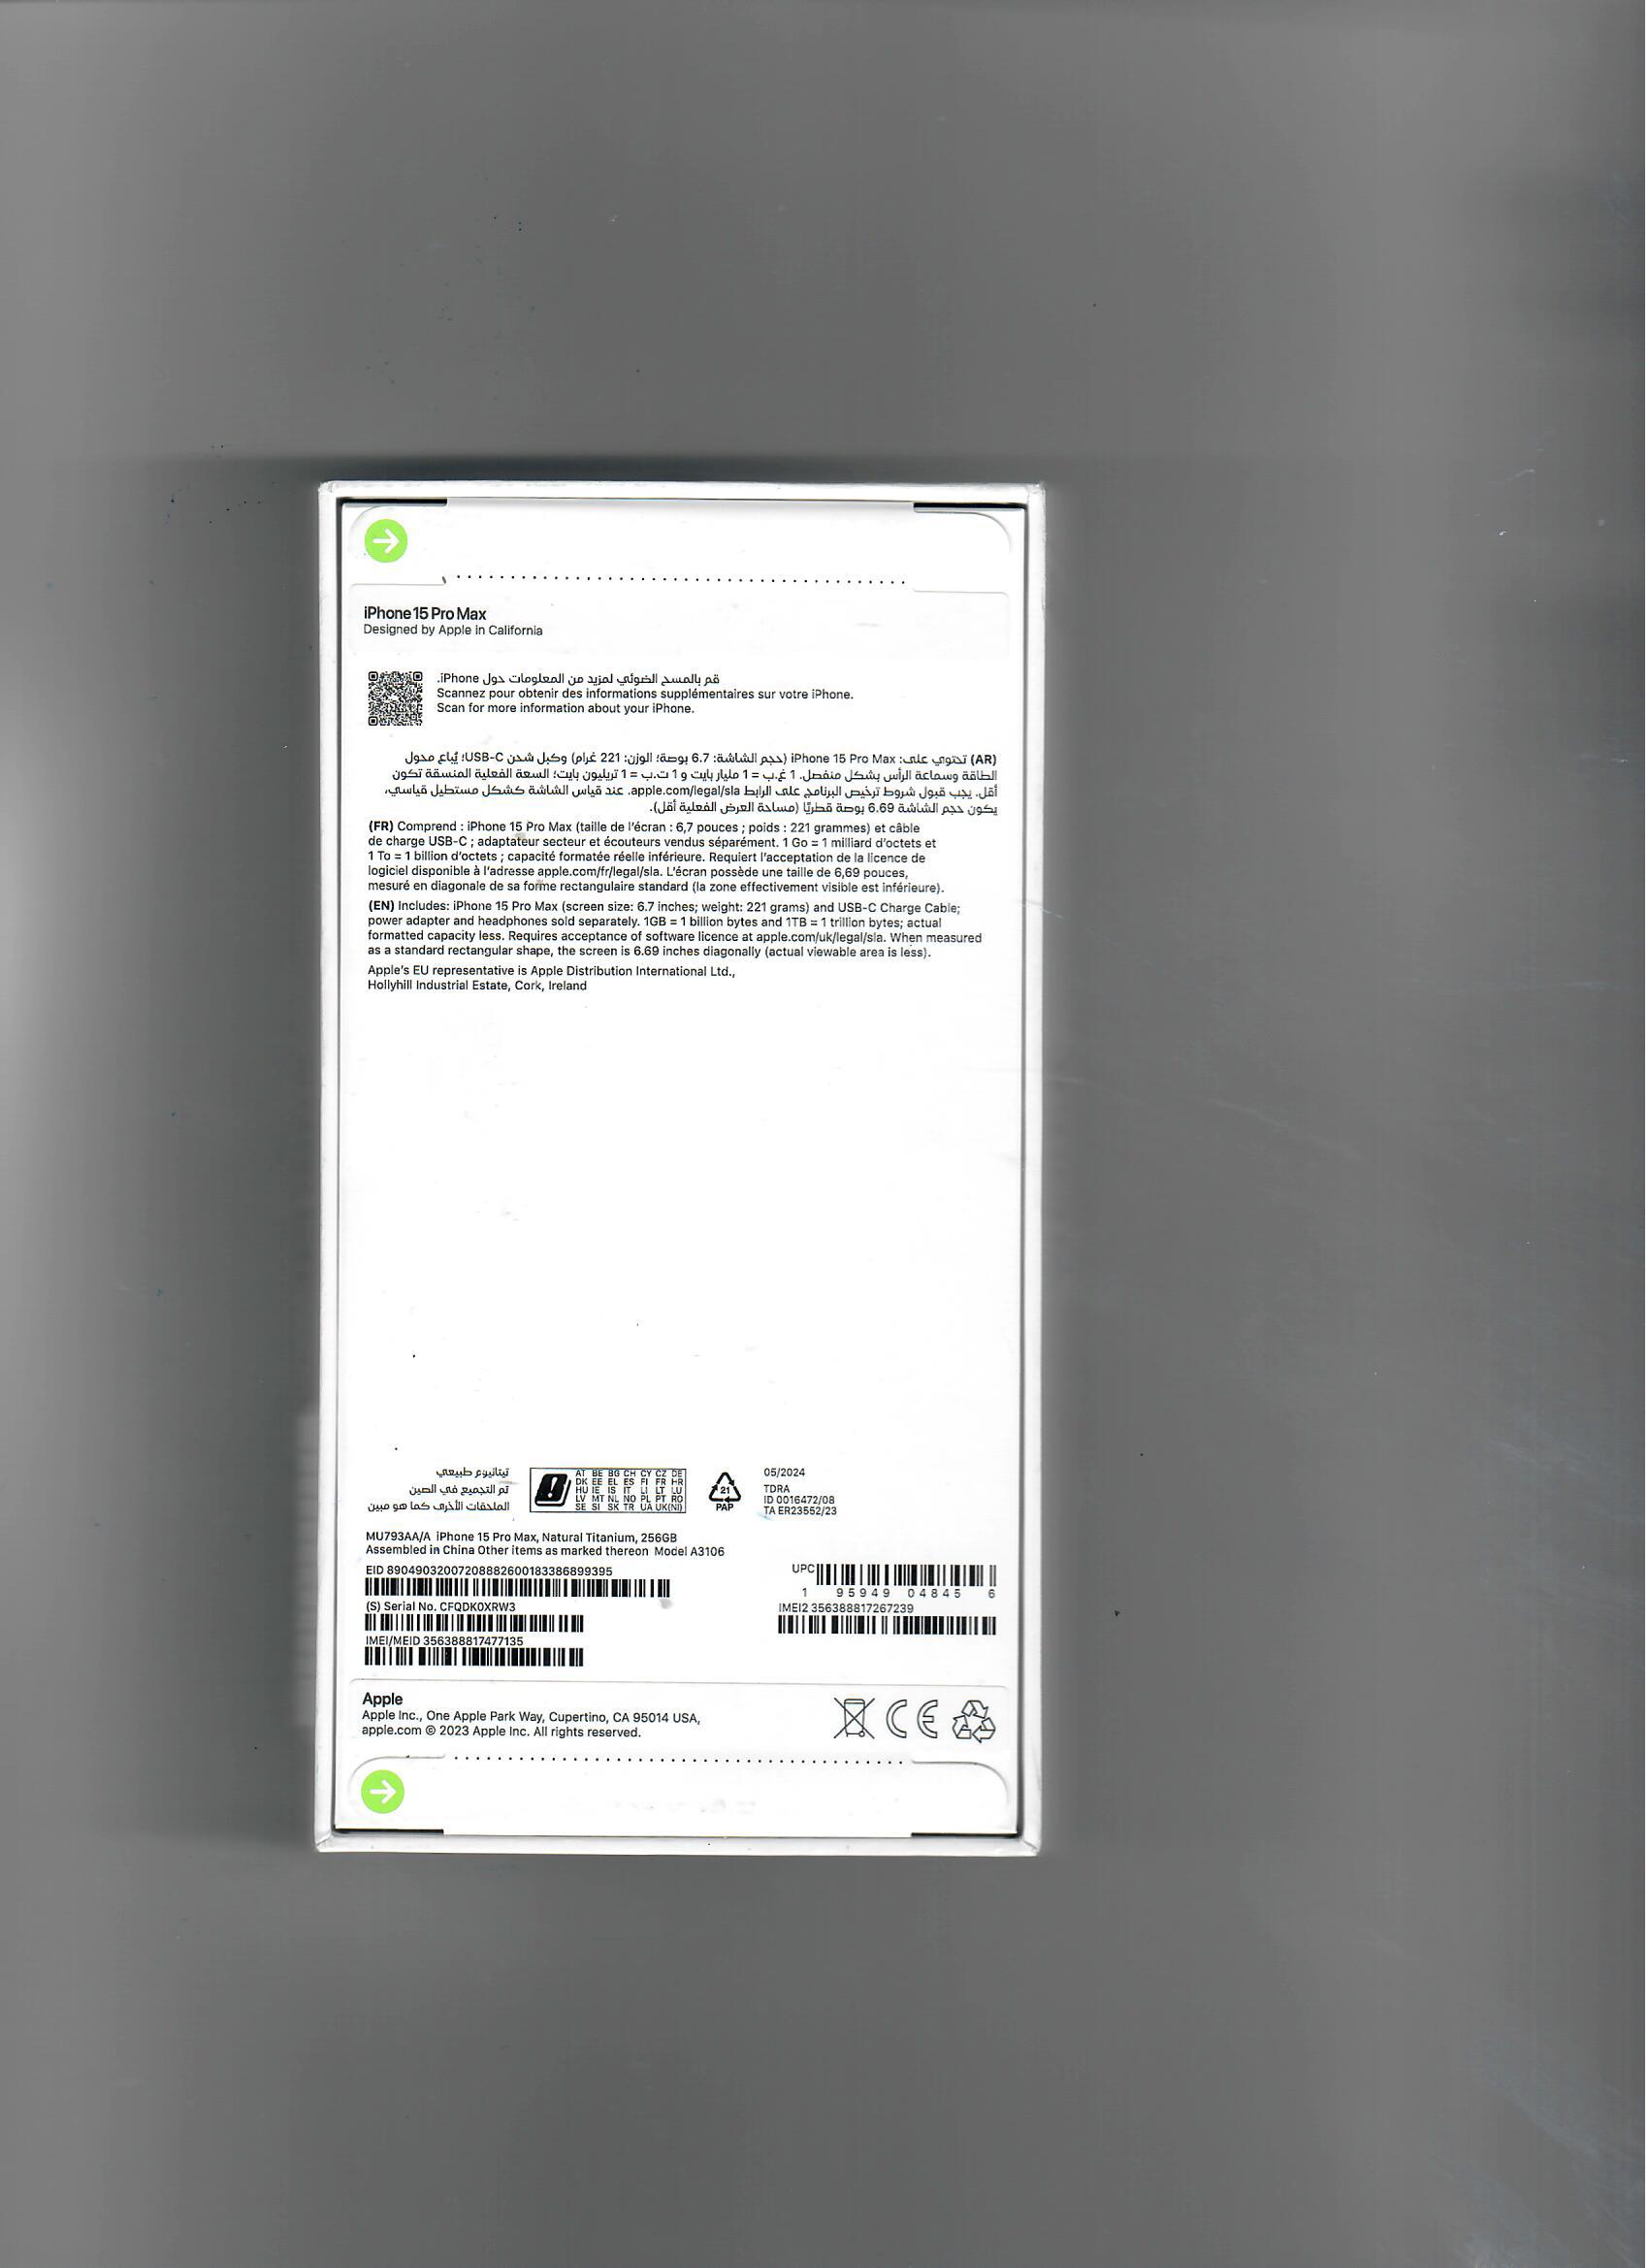 iPhone 15 Pro Max
Designed by Apple in California
قم بالمسح الضوئي لمزيد من المعلومات حول iPhone.
Scannez pour obtenir des informations supplémentaires sur votre iPhone.
Scan for more information about your iPhone.
(AR) تحتوي على: iPhone 15 Pro Max (حجم الشاشة: 6.7 بوصة؛ الوزن: 221 غرام) وكبل شحن USB-C؛ يُباع محول
الطاقة وسماعة الرأس بشكل منفصل. 1 غ.ب = 1 مليار بايت و 1 ت.ب = 1 تريليون بايت؛ السعة الفعلية المنسقة تكون
أقل. يجب قبول شروط ترخيص البرنامج على الرابط apple.com/legal/sla. عند قياس الشاشة كشكل مستطيل قياسي،
يكون حجم الشاشة 6.69 بوصة قطريًا (مساحة العرض الفعلية أقل).
(FR) Comprend : iPhone 15 Pro Max (taille de l'écran : 6,7 pouces ; poids : 221 grammes) et câble
de charge USB-C ; adaptateur secteur et écouteurs vendus séparément. 1 Go = 1 milliard d'octets et
1 To = 1 billion d'octets ; capacité formatée réelle inférieure. Requiert l'acceptation de la licence de
logiciel disponible à l'adresse apple.com/fr/legal/sla. L'écran possède une taille de 6,69 pouces,
mesuré en diagonale de sa forme rectangulaire standard (la zone effectivement visible est inférieure).
(EN) Includes: iPhone 15 Pro Max (screen size: 6.7 inches; weight: 221 grams) and USB-C Charge Cable;
power adapter and headphones sold separately. 1GB = 1 billion bytes and 1TB = 1 trillion bytes; actual
formatted capacity less. Requires acceptance of software licence at apple.com/uk/legal/sla. When measured
as a standard rectangular shape, the screen is 6.69 inches diagonally (actual viewable area is less).
Apple's EU representative is Apple Distribution International Ltd.,
Hollyhill Industrial Estate, Cork, Ireland
تيتانيوم طبيعي
تم التجميع في الصين
الملحقات الأخرى كما هو مبين
AT BE BG CH CY CZ DE
DK EE EL ES FI FR HR
HU IE IS IT LI LT LU
LV MT NL NO PL PT RO
SE SI SK TR UA UK(NI)
21
PAP
05/2024
TDRA
ID 0016472/08
TA ER23552/23
MU793AA/A iPhone 15 Pro Max, Natural Titanium, 256GB
Assembled in China Other items as marked thereon Model A3106
EID 89049032007208882600183386899395
(S) Serial No. CFQDK0XRW3
IMEI/MEID 356388817477135
UPC
1 95949 04845 6
IMEI2 356388817267239
Apple
Apple Inc., One Apple Park Way, Cupertino, CA 95014 USA,
apple.com © 2023 Apple Inc. All rights reserved.
CE